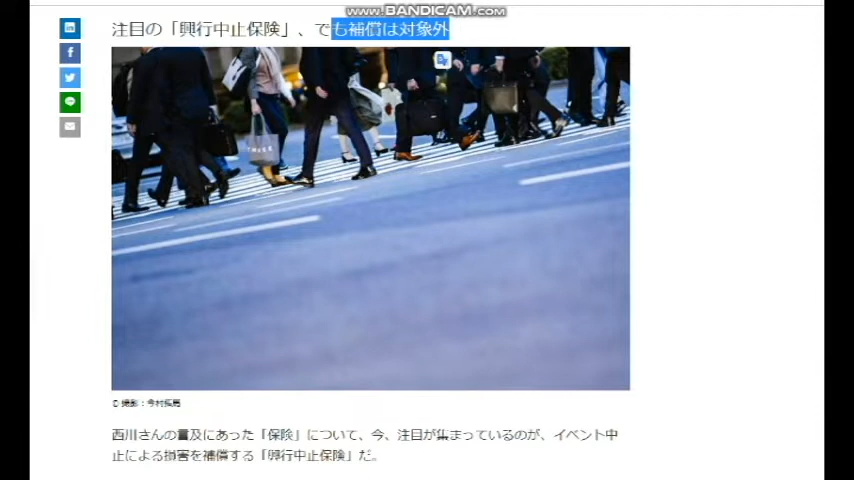 www.BANDICAM.com
注目の「興行中止保険」、でも補償は対象外
THREE
© 撮影：今村拓馬
西川さんの言及にあった「保険」について、今、注目が集まっているのが、イベント中
止による損害を補償する「興行中止保険」だ。